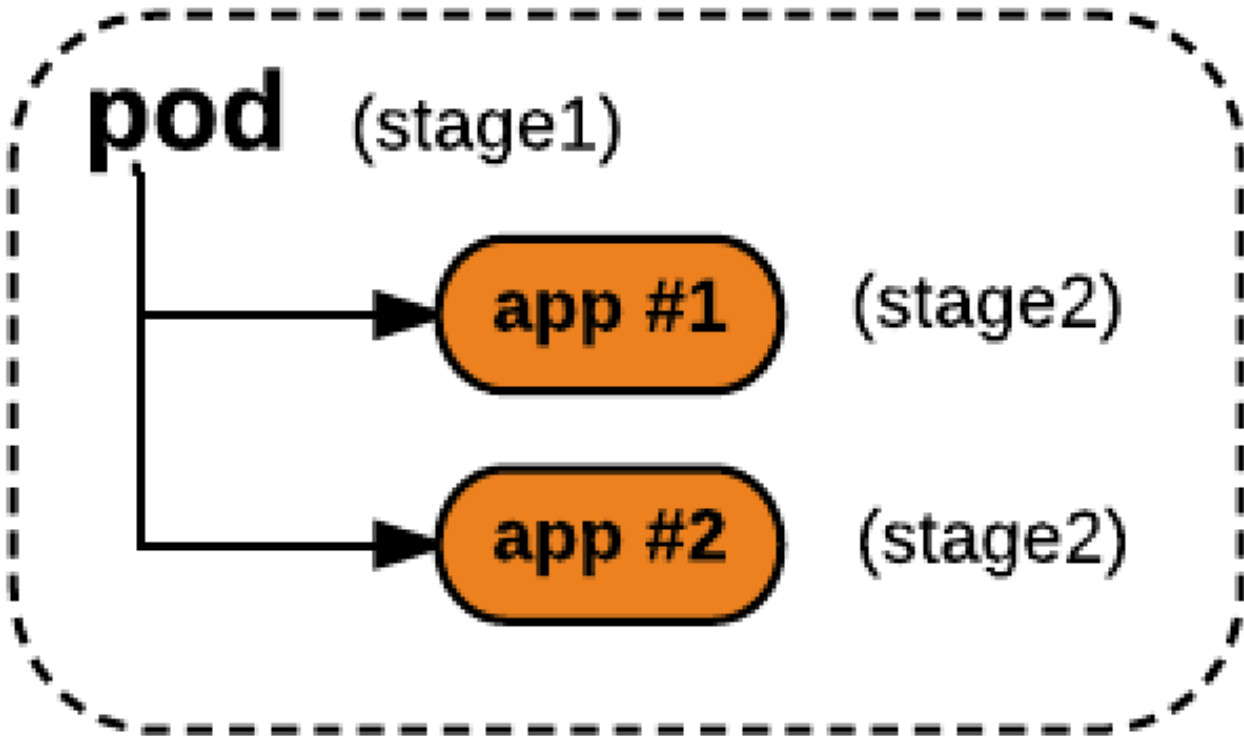 pod (stage1)
app #1 (stage2)
app #2 (stage2)